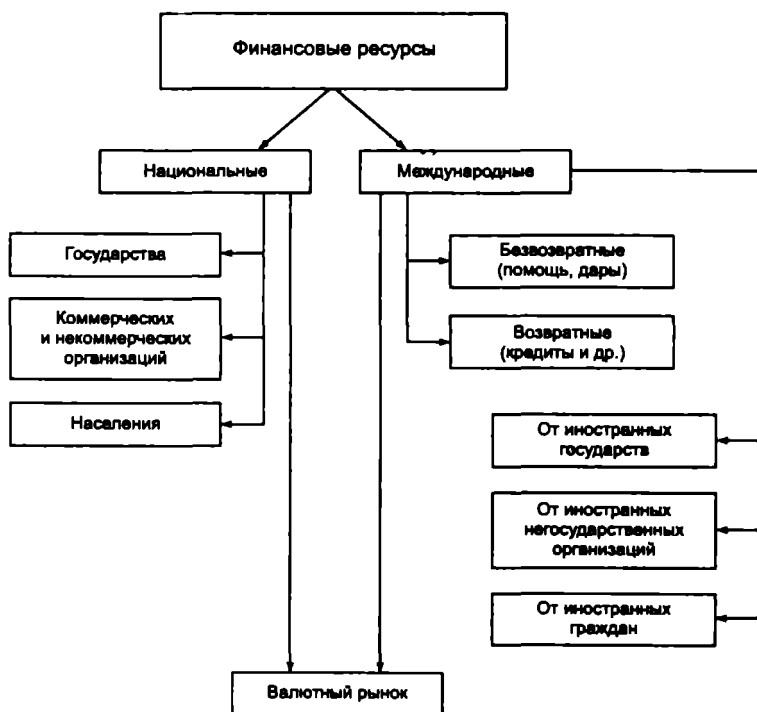 Финансовые ресурсы
Национальные
Международные
Государства
Коммерческих
и некоммерческих
организаций
Населения
Безвозвратные
(помощь, дары)
Возвратные
(кредиты и др.)
От иностранных
государств
От иностранных
негосударственных
организаций
От иностранных
граждан
Валютный рынок